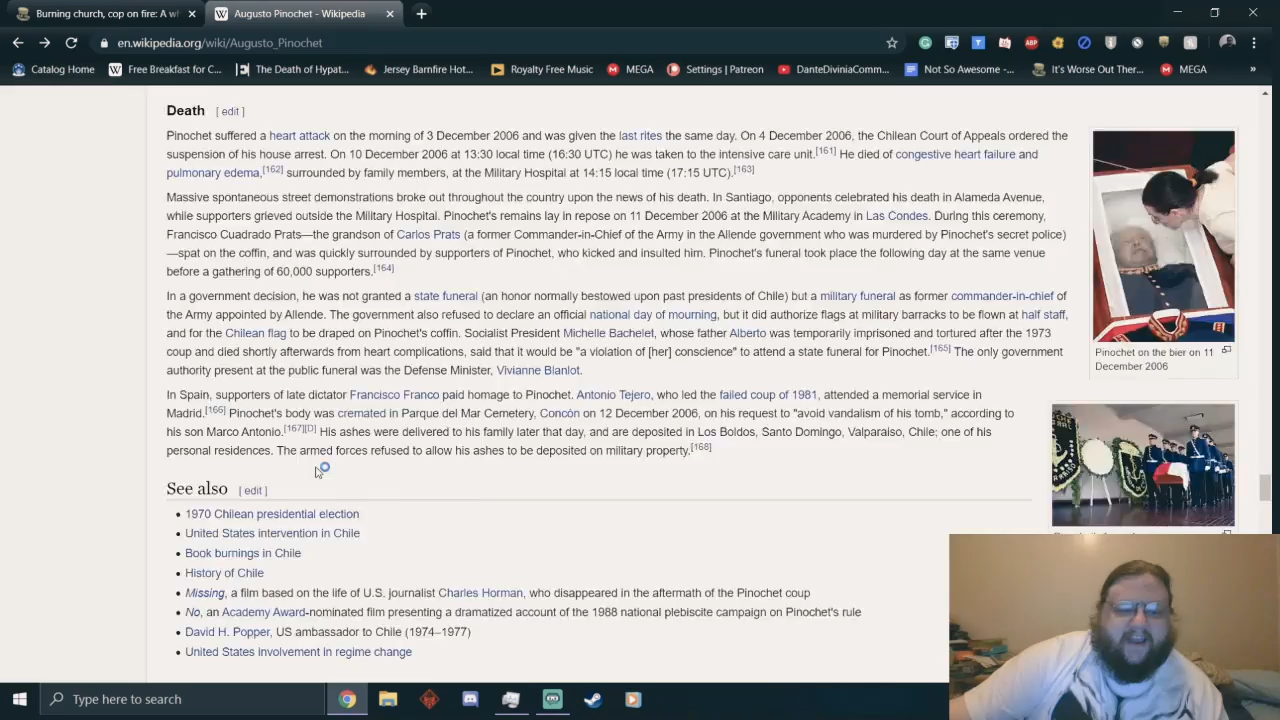 Burning church, cop on fire: A w
Augusto Pinochet - Wikipedia
en.wikipedia.org/wiki/Augusto_Pinochet
ABP
Catalog Home
Free Breakfast for C...
The Death of Hypat...
Jersey Barnfire Hot...
Royalty Free Music
MEGA
Settings | Patreon
DanteDiviniaComm...
Not So Awesome -...
It's Worse Out Ther...
MEGA
»
Death [ edit ]
Pinochet suffered a heart attack on the morning of 3 December 2006 and was given the last rites the same day. On 4 December 2006, the Chilean Court of Appeals ordered the
suspension of his house arrest. On 10 December 2006 at 13:30 local time (16:30 UTC) he was taken to the intensive care unit.[161] He died of congestive heart failure and
pulmonary edema,[162] surrounded by family members, at the Military Hospital at 14:15 local time (17:15 UTC).[163]
Massive spontaneous street demonstrations broke out throughout the country upon the news of his death. In Santiago, opponents celebrated his death in Alameda Avenue,
while supporters grieved outside the Military Hospital. Pinochet's remains lay in repose on 11 December 2006 at the Military Academy in Las Condes. During this ceremony,
Francisco Cuadrado Prats—the grandson of Carlos Prats (a former Commander-in-Chief of the Army in the Allende government who was murdered by Pinochet's secret police)
—spat on the coffin, and was quickly surrounded by supporters of Pinochet, who kicked and insulted him. Pinochet's funeral took place the following day at the same venue
before a gathering of 60,000 supporters.[164]
In a government decision, he was not granted a state funeral (an honor normally bestowed upon past presidents of Chile) but a military funeral as former commander-in-chief of
the Army appointed by Allende. The government also refused to declare an official national day of mourning, but it did authorize flags at military barracks to be flown at half staff,
and for the Chilean flag to be draped on Pinochet's coffin. Socialist President Michelle Bachelet, whose father Alberto was temporarily imprisoned and tortured after the 1973
coup and died shortly afterwards from heart complications, said that it would be "a violation of [her] conscience" to attend a state funeral for Pinochet.[165] The only government
authority present at the public funeral was the Defense Minister, Vivianne Blanlot.
In Spain, supporters of late dictator Francisco Franco paid homage to Pinochet. Antonio Tejero, who led the failed coup of 1981, attended a memorial service in
Madrid.[166] Pinochet's body was cremated in Parque del Mar Cemetery, Concón on 12 December 2006, on his request to "avoid vandalism of his tomb," according to
his son Marco Antonio.[167][D] His ashes were delivered to his family later that day, and are deposited in Los Boldos, Santo Domingo, Valparaíso, Chile; one of his
personal residences. The armed forces refused to allow his ashes to be deposited on military property.[168]
Pinochet on the bier on 11
December 2006
See also [ edit ]
1970 Chilean presidential election
United States intervention in Chile
Book burnings in Chile
History of Chile
Missing, a film based on the life of U.S. journalist Charles Horman, who disappeared in the aftermath of the Pinochet coup
No, an Academy Award-nominated film presenting a dramatized account of the 1988 national plebiscite campaign on Pinochet's rule
David H. Popper, US ambassador to Chile (1974–1977)
United States involvement in regime change
Type here to search